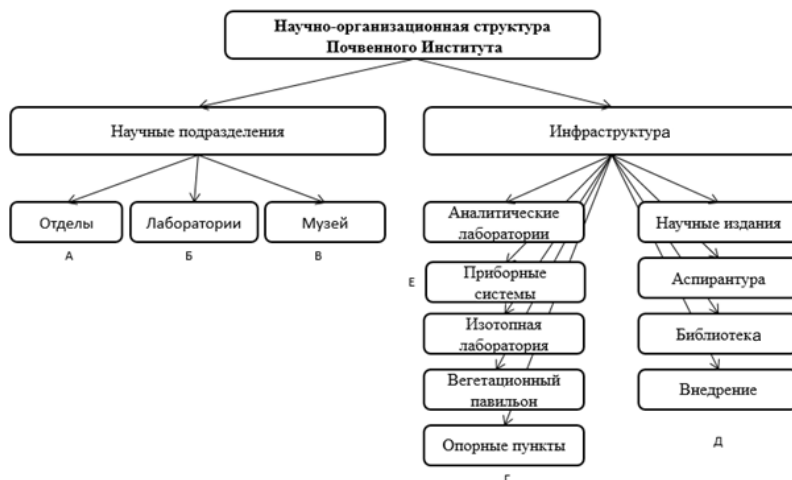 Научно-организационная структура
Почвенного Института
Научные подразделения
Инфраструктура
Отделы
Лаборатории
Музей
А
Б
В
Аналитические
лаборатории
Научные издания
Е
Приборные
системы
Аспирантура
Изотопная
лаборатория
Библиотека
Вегетационный
павильон
Внедрение
Опорные пункты
Д
Г